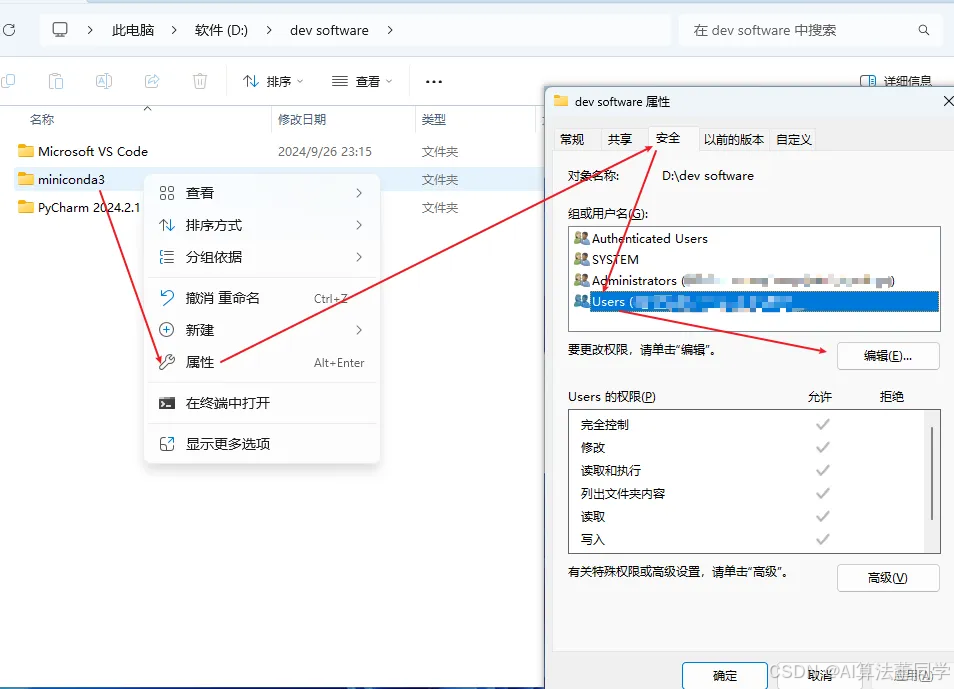 此电脑 软件 (D:) dev software
在 dev software 中搜索
排序 查看 详细信息
名称 修改日期 类型
Microsoft VS Code 2024/9/26 23:15 文件夹
miniconda3 文件夹
PyCharm 2024.2.1 文件夹
查看
排序方式
分组依据
撤消 重命名 Ctrl+Z
新建
属性 Alt+Enter
在终端中打开
显示更多选项
dev software 属性
常规 共享 安全 以前的版本 自定义
对象名称: D:\dev software
组或用户名(G):
Authenticated Users
SYSTEM
Administrators (
Users (
要更改权限，请单击“编辑”。
编辑(E)...
Users 的权限(P) 允许 拒绝
完全控制
修改
读取和执行
列出文件夹内容
读取
写入
有关特殊权限或高级设置，请单击“高级”。
高级(V)
确定 取消 应用(A)
CSDN @AI算法蒋同学